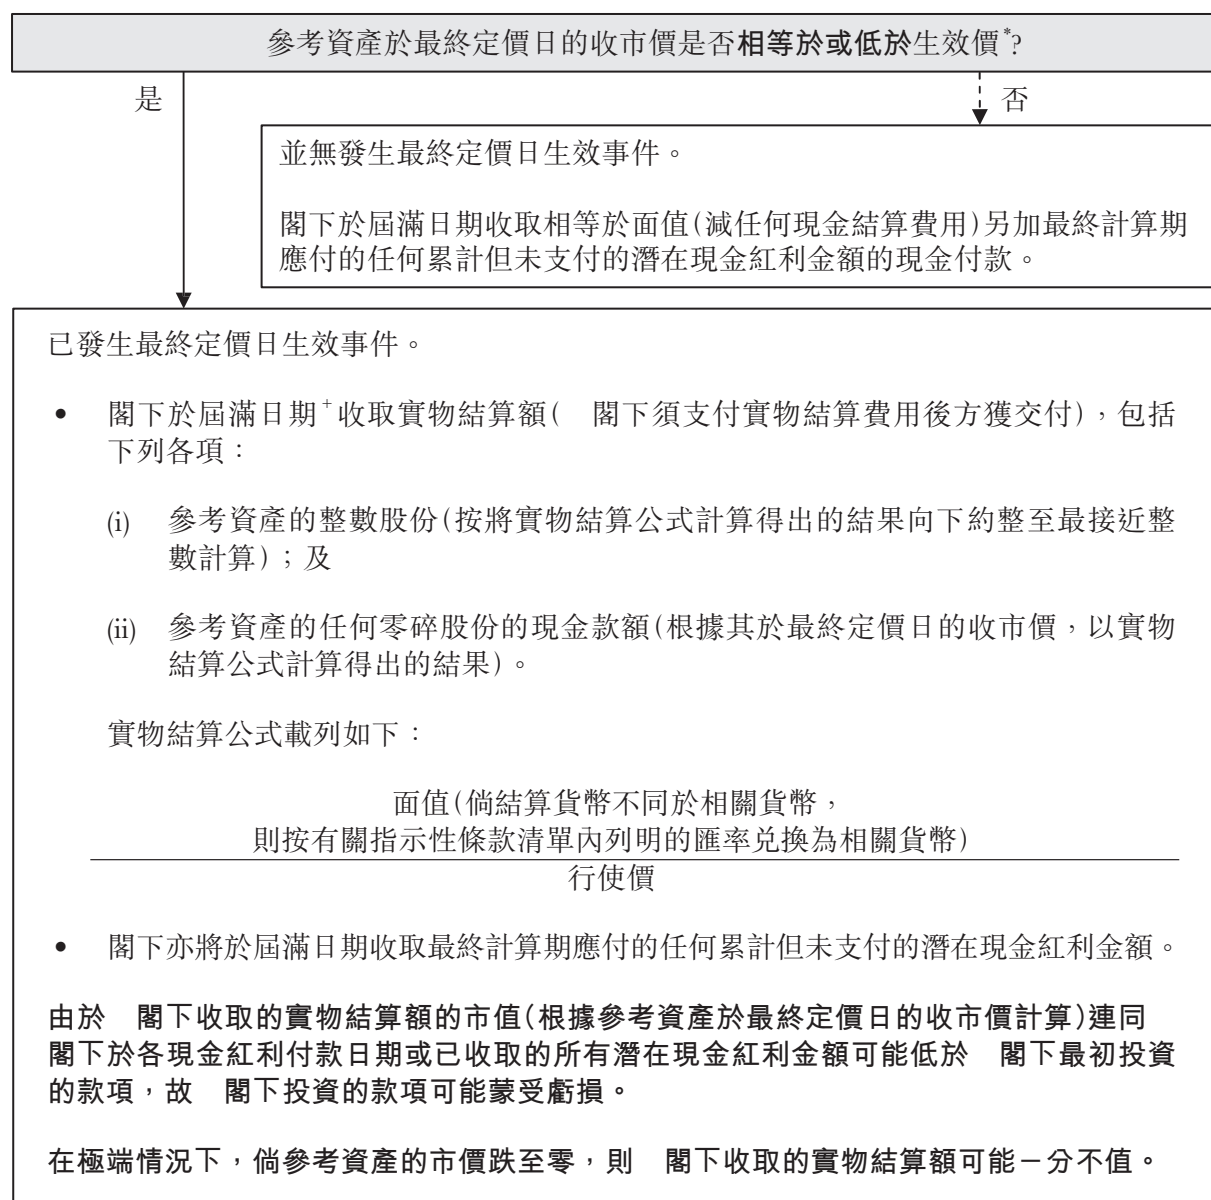 參考資產於最終定價日的收市價是否相等於或低於生效價*?
是
否
並無發生最終定價日生效事件。
閣下於屆滿日期收取相等於面值(減任何現金結算費用)另加最終計算期
應付的任何累計但未支付的潛在現金紅利金額的現金付款。
已發生最終定價日生效事件。
• 閣下於屆滿日期+收取實物結算額( 閣下須支付實物結算費用後方獲交付),包括
下列各項:
(i) 參考資產的整數股份(按將實物結算公式計算得出的結果向下約整至最接近整
數計算);及
(ii) 參考資產的任何零碎股份的現金款額(根據其於最終定價日的收市價,以實物
結算公式計算得出的結果)。
實物結算公式載列如下:
面值(倘結算貨幣不同於相關貨幣,
則按有關指示性條款清單內列明的匯率兌換為相關貨幣)
行使價
• 閣下亦將於屆滿日期收取最終計算期應付的任何累計但未支付的潛在現金紅利金額。
由於 閣下收取的實物結算額的市值(根據參考資產於最終定價日的收市價計算)連同
閣下於各現金紅利付款日期或已收取的所有潛在現金紅利金額可能低於 閣下最初投資
的款項,故 閣下投資的款項可能蒙受虧損。
在極端情況下,倘參考資產的市價跌至零,則 閣下收取的實物結算額可能一分不值。